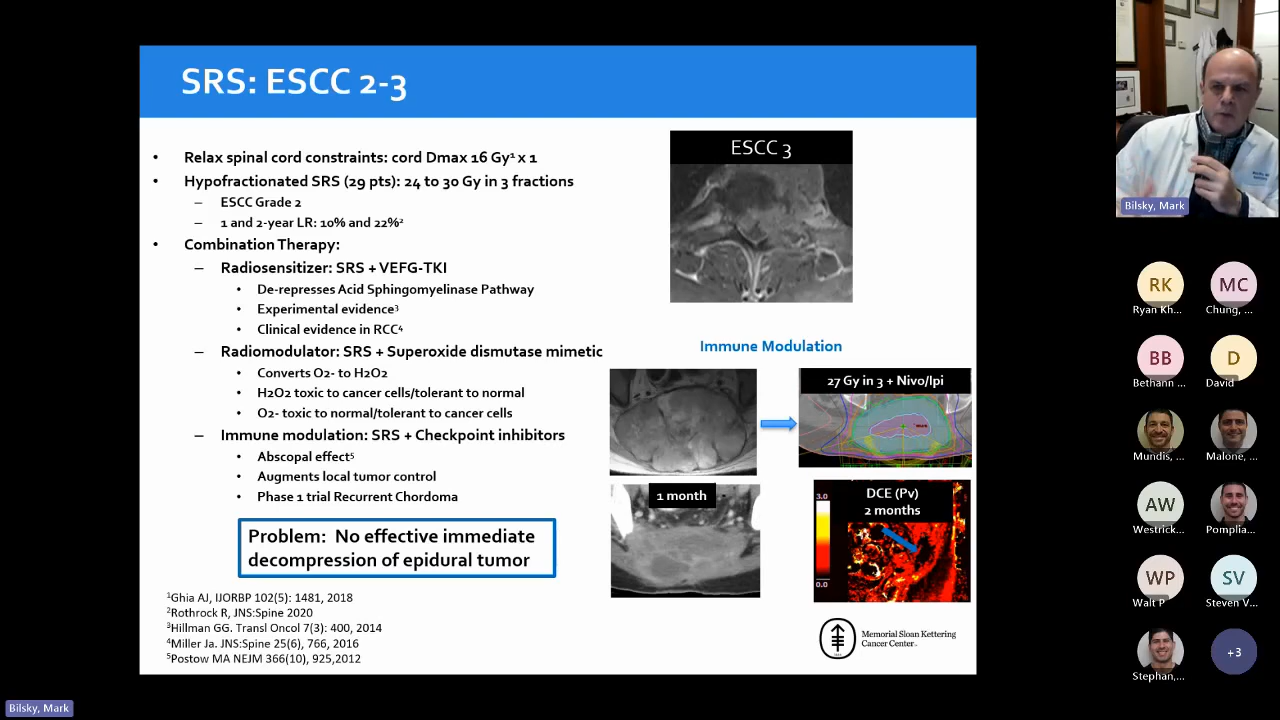 SRS: ESCC 2-3
• Relax spinal cord constraints: cord Dmax 16 Gy¹ x 1
• Hypofractionated SRS (29 pts): 24 to 30 Gy in 3 fractions
– ESCC Grade 2
– 1 and 2-year LR: 10% and 22%²
• Combination Therapy:
– Radiosensitizer: SRS + VEFG-TKI
• De-represses Acid Sphingomyelinase Pathway
• Experimental evidence³
• Clinical evidence in RCC⁴
– Radiomodulator: SRS + Superoxide dismutase mimetic
• Converts O2- to H2O2
• H2O2 toxic to cancer cells/tolerant to normal
• O2- toxic to normal/tolerant to cancer cells
– Immune modulation: SRS + Checkpoint inhibitors
• Abscopal effect⁵
• Augments local tumor control
• Phase 1 trial Recurrent Chordoma
Problem: No effective immediate
decompression of epidural tumor
¹Ghia AJ, IJORBP 102(5): 1481, 2018
²Rothrock R, JNS:Spine 2020
³Hillman GG. Transl Oncol 7(3): 400, 2014
⁴Miller Ja. JNS:Spine 25(6), 766, 2016
⁵Postow MA NEJM 366(10), 925,2012
ESCC 3
Immune Modulation
27 Gy in 3 + Nivo/Ipi
1 month
DCE (Pv)
2 months
3.0
0.0
Memorial Sloan Kettering
Cancer Center
Bilsky, Mark
RK
Ryan Kh...
MC
Chung, ...
BB
Bethann ...
D
David
Mundis, ...
Malone, ...
AW
Westrick...
Pomplia...
WP
Walt P
SV
Steven V...
Stephan,...
+3
Bilsky, Mark